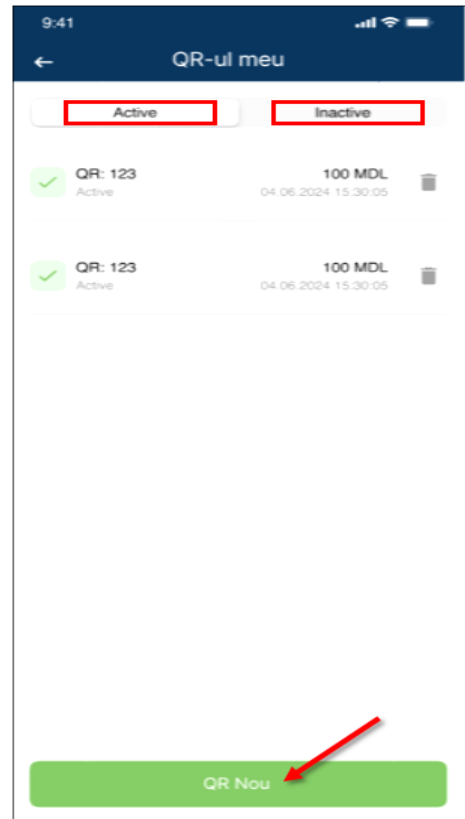 9:41
QR-ul meu
Active Inactive
QR: 123 100 MDL
Active 04.06.2024 15:30:05
QR: 123 100 MDL
Active 04.06.2024 15:30:05
QR Nou